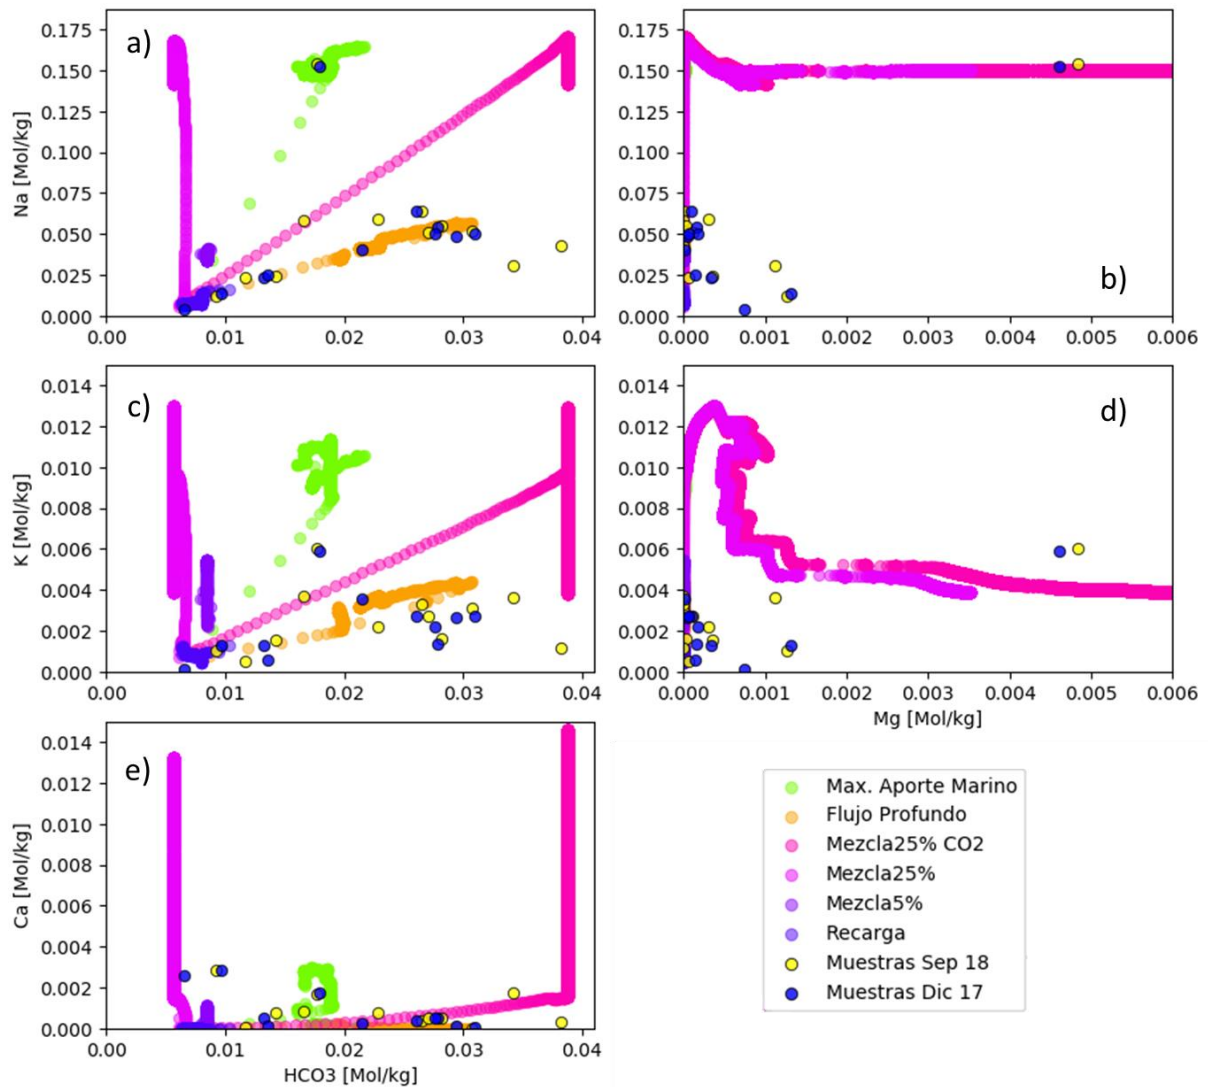 a)
0.175
0.150
0.125
0.100
0.075
0.050
0.025
0.000
Na [Mol/kg]
0.00 0.01 0.02 0.03 0.04
b)
0.175
0.150
0.125
0.100
0.075
0.050
0.025
0.000
0.000 0.001 0.002 0.003 0.004 0.005 0.006
c)
0.014
0.012
0.010
0.008
0.006
0.004
0.002
0.000
K [Mol/kg]
0.00 0.01 0.02 0.03 0.04
d)
0.014
0.012
0.010
0.008
0.006
0.004
0.002
0.000
0.000 0.001 0.002 0.003 0.004 0.005 0.006
Mg [Mol/kg]
e)
0.014
0.012
0.010
0.008
0.006
0.004
0.002
0.000
Ca [Mol/kg]
0.00 0.01 0.02 0.03 0.04
HCO3 [Mol/kg]
Max. Aporte Marino
Flujo Profundo
Mezcla25% CO2
Mezcla25%
Mezcla5%
Recarga
Muestras Sep 18
Muestras Dic 17